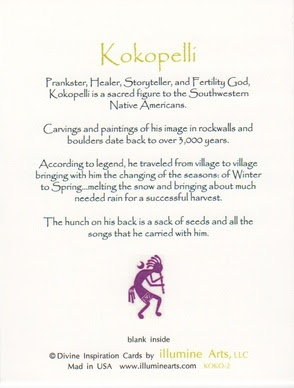 Kokopelli
Prankster, Healer, Storyteller, and Fertility God,
Kokopelli is a sacred figure to the Southwestern
Native Americans.
Carvings and paintings of his image in rockwalls and
boulders date back to over 3,000 years.
According to legend, he traveled from village to village
bringing with him the changing of the seasons: of Winter
to Spring...melting the snow and bringing about much
needed rain for a successful harvest.
The hunch on his back is a sack of seeds and all the
songs that he carried with him.
blank inside
© Divine Inspiration Cards by illumine Arts, LLC
Made in USA www.illuminearts.com KOKO-2